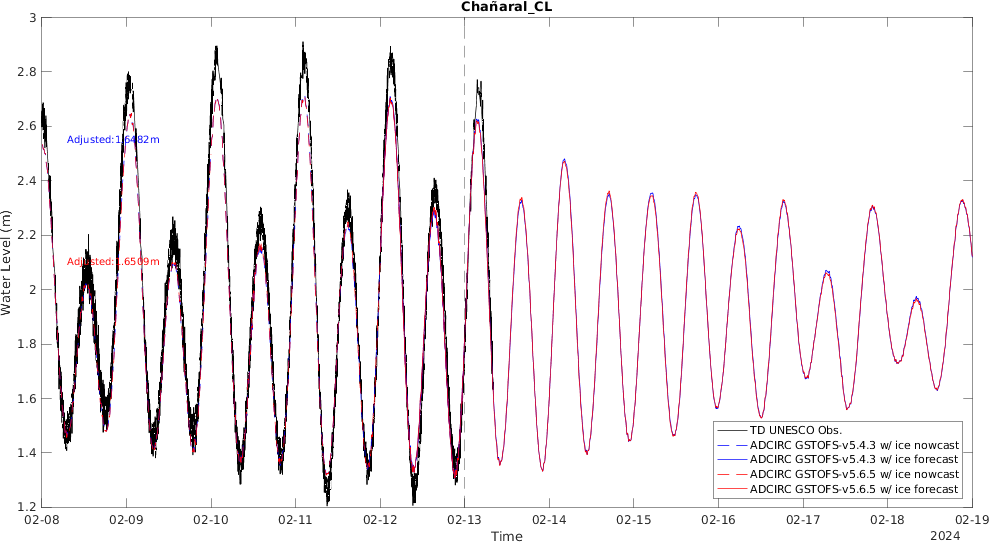 Chañaral_CL
3
2.8
2.6
2.4
2.2
2
1.8
1.6
1.4
1.2
Water Level (m)
Adjusted:1.6482m
Adjusted:1.6509m
TD UNESCO Obs.
ADCIRC GSTOFS-v5.4.3 w/ ice nowcast
ADCIRC GSTOFS-v5.4.3 w/ ice forecast
ADCIRC GSTOFS-v5.6.5 w/ ice nowcast
ADCIRC GSTOFS-v5.6.5 w/ ice forecast
02-08 02-09 02-10 02-11 02-12 02-13 02-14 02-15 02-16 02-17 02-18 02-19
Time
2024